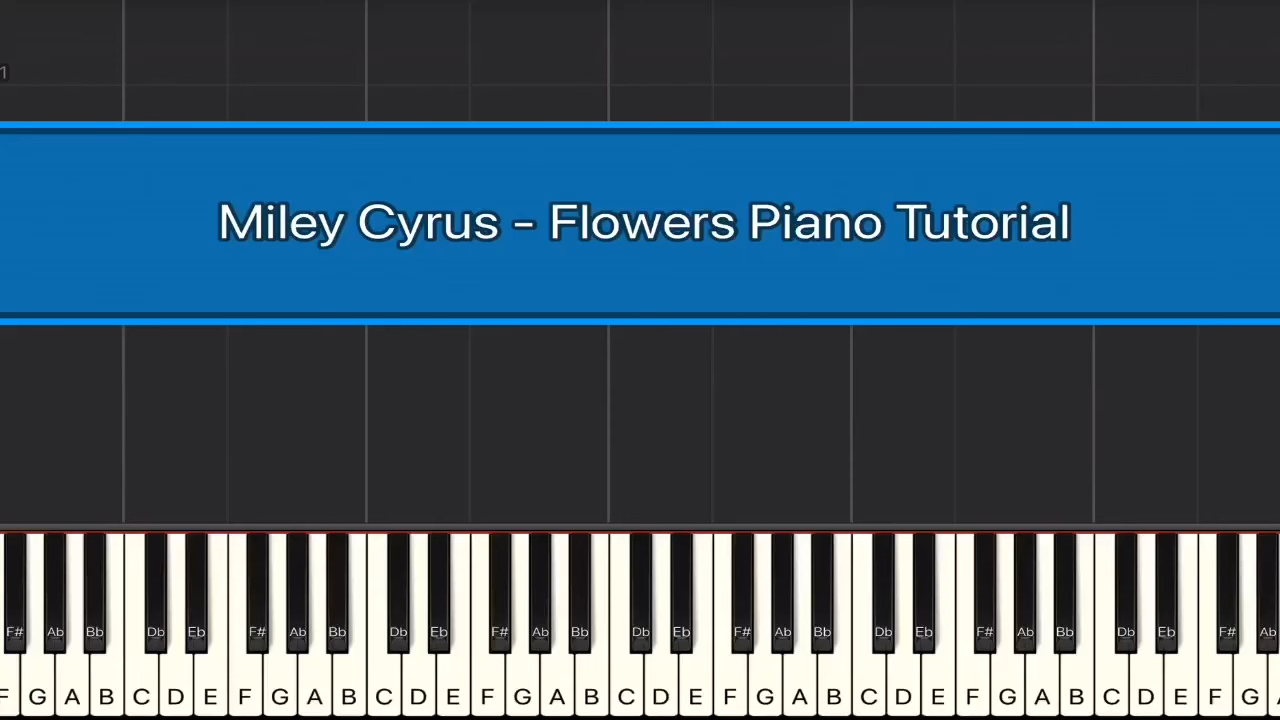 1
Miley Cyrus - Flowers Piano Tutorial
F# Ab Bb Db Eb F# Ab Bb Db Eb F# Ab Bb Db Eb F# Ab Bb Db Eb F# Ab Bb Db Eb F# Ab
F G A B C D E F G A B C D E F G A B C D E F G A B C D E F G A B C D E F G